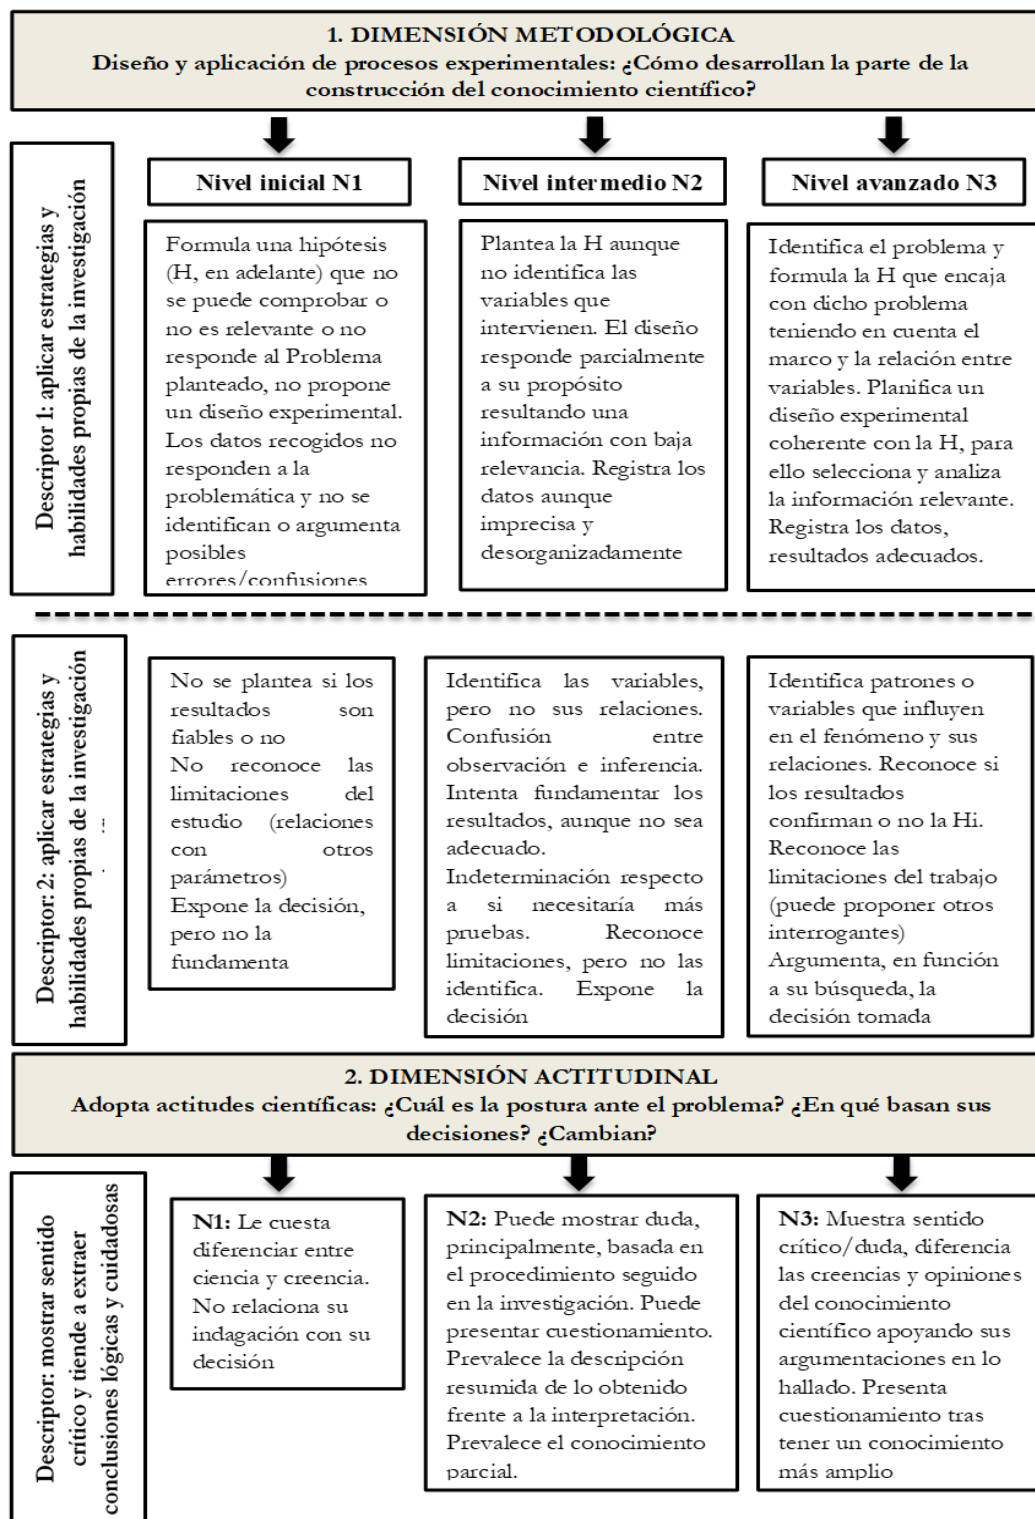 1. DIMENSIÓN METODOLÓGICA
Diseño y aplicación de procesos experimentales: ¿Cómo desarrollan la parte de la
construcción del conocimiento científico?
Descriptor 1: aplicar estrategias y
habilidades propias de la investigación
Nivel inicial N1
Nivel intermedio N2
Nivel avanzado N3
Formula una hipótesis
(H, en adelante) que no
se puede comprobar o
no es relevante o no
responde al Problema
planteado, no propone
un diseño experimental.
Los datos recogidos no
responden a la
problemática y no se
identifican o argumenta
posibles
errores/confusiones
Plantea la H aunque
no identifica las
variables que
intervienen. El diseño
responde parcialmente
a su propósito
resultando una
información con baja
relevancia. Registra los
datos aunque
imprecisa y
desorganizadamente
Identifica el problema y
formula la H que encaja
con dicho problema
teniendo en cuenta el
marco y la relación entre
variables. Planifica un
diseño experimental
coherente con la H, para
ello selecciona y analiza
la información relevante.
Registra los datos,
resultados adecuados.
Descriptor: 2: aplicar estrategias y
habilidades propias de la investigación
No se plantea si los
resultados son
fiables o no
No reconoce las
limitaciones del
estudio (relaciones
con otros
parámetros)
Expone la decisión,
pero no la
fundamenta
Identifica las variables,
pero no sus relaciones.
Confusión entre
observación e inferencia.
Intenta fundamentar los
resultados, aunque no sea
adecuado.
Indeterminación respecto
a si necesitaría más
pruebas. Reconoce
limitaciones, pero no las
identifica. Expone la
decisión
Identifica patrones o
variables que influyen
en el fenómeno y sus
relaciones. Reconoce si
los resultados
confirman o no la Hi.
Reconoce las
limitaciones del trabajo
(puede proponer otros
interrogantes)
Argumenta, en función
a su búsqueda, la
decisión tomada
2. DIMENSIÓN ACTITUDINAL
Adopta actitudes científicas: ¿Cuál es la postura ante el problema? ¿En qué basan sus
decisiones? ¿Cambian?
Descriptor: mostrar sentido
crítico y tiende a extraer
conclusiones lógicas y cuidadosas
N1: Le cuesta
diferenciar entre
ciencia y creencia.
No relaciona su
indagación con su
decisión
N2: Puede mostrar duda,
principalmente, basada en
el procedimiento seguido
en la investigación. Puede
presentar cuestionamiento.
Prevalece la descripción
resumida de lo obtenido
frente a la interpretación.
Prevalece el conocimiento
parcial.
N3: Muestra sentido
crítico/duda, diferencia
las creencias y opiniones
del conocimiento
científico apoyando sus
argumentaciones en lo
hallado. Presenta
cuestionamiento tras
tener un conocimiento
más amplio